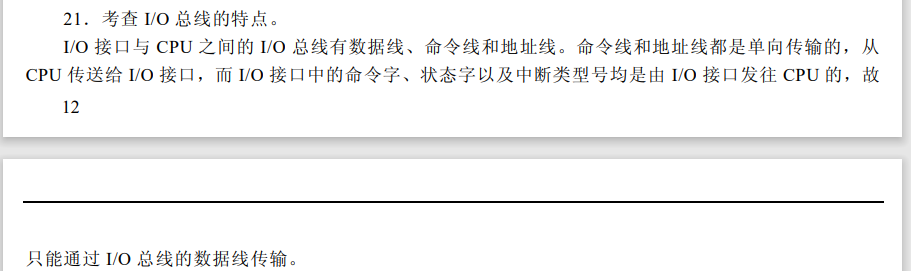 21．考查 I/O 总线的特点。
I/O 接口与 CPU 之间的 I/O 总线有数据线、命令线和地址线。命令线和地址线都是单向传输的，从
CPU 传送给 I/O 接口，而 I/O 接口中的命令字、状态字以及中断类型号均是由 I/O 接口发往 CPU 的，故
12
只能通过 I/O 总线的数据线传输。